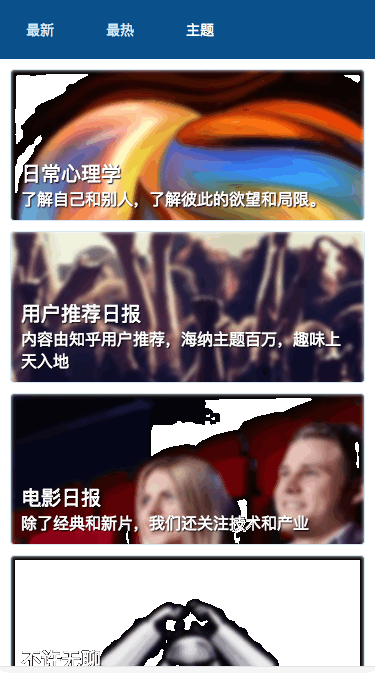 最新 最热 主题
日常心理学
了解自己和别人，了解彼此的欲望和局限。
用户推荐日报
内容由知乎用户推荐，海纳主题百万，趣味上
天入地
电影日报
除了经典和新片，我们还关注技术和产业
不许无聊